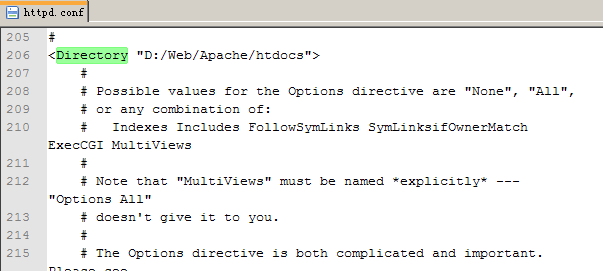 httpd.conf
205 #
206 <Directory "D:/Web/Apache/htdocs">
207 #
208 # Possible values for the Options directive are "None", "All",
209 # or any combination of:
210 #   Indexes Includes FollowSymLinks SymLinksifOwnerMatch
ExecCGI MultiViews
211 #
212 # Note that "MultiViews" must be named *explicitly* ---
"Options All"
213 # doesn't give it to you.
214 #
215 # The Options directive is both complicated and important.
Please see